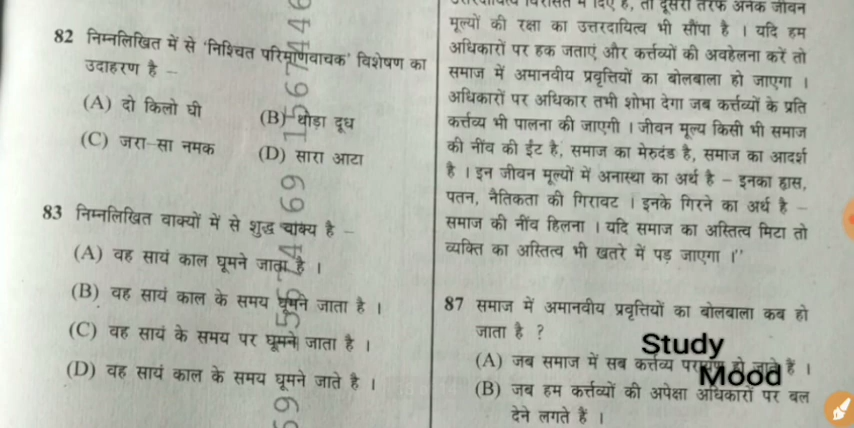 82 निम्नलिखित में से 'निश्चित परिमाणवाचक' विशेषण का
उदाहरण है –
(A) दो किलो घी
(B) थोड़ा दूध
(C) जरा-सा नमक
(D) सारा आटा
83 निम्नलिखित वाक्यों में से शुद्ध वाक्य है –
(A) वह सायं काल घूमने जाता है ।
(B) वह सायं काल के समय घूमने जाता है ।
(C) वह सायं के समय पर घूमने जाता है ।
(D) वह सायं काल के समय घूमने जाते है ।
में दिए हैं, तो दूसरी तरफ अनेक जीवन
मूल्यों की रक्षा का उत्तरदायित्व भी सौंपा है । यदि हम
अधिकारों पर हक जताएं और कर्त्तव्यों की अवहेलना करें तो
समाज में अमानवीय प्रवृत्तियों का बोलबाला हो जाएगा ।
अधिकारों पर अधिकार तभी शोभा देगा जब कर्त्तव्यों के प्रति
कर्त्तव्य भी पालना की जाएगी । जीवन मूल्य किसी भी समाज
की नींव की ईंट है, समाज का मेरुदंड है, समाज का आदर्श
है । इन जीवन मूल्यों में अनास्था का अर्थ है – इनका ह्रास,
पतन, नैतिकता की गिरावट । इनके गिरने का अर्थ है –
समाज की नींव हिलना । यदि समाज का अस्तित्व मिटा तो
व्यक्ति का अस्तित्व भी खतरे में पड़ जाएगा ।"
87 समाज में अमानवीय प्रवृत्तियों का बोलबाला कब हो
जाता है ?
(A) जब समाज में सब कर्त्तव्य हो जाते हैं ।
(B) जब हम कर्त्तव्यों की अपेक्षा अधिकारों पर बल
देने लगते हैं ।
Study
Mood